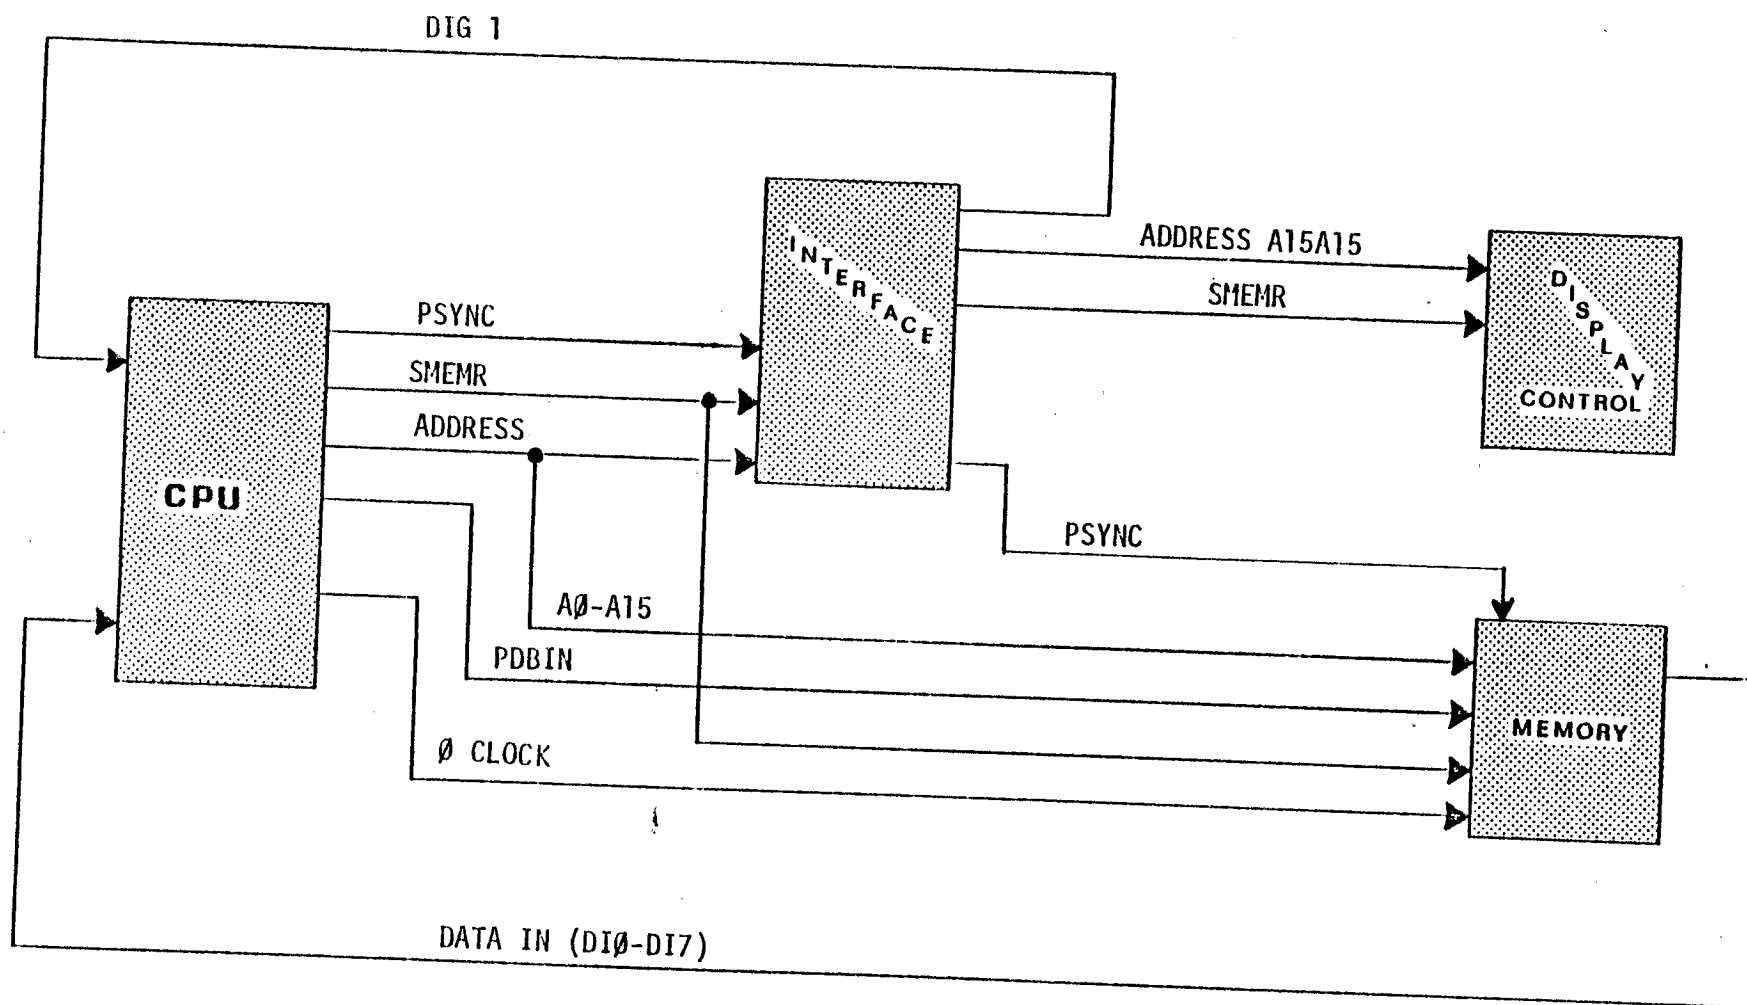 DIG 1
INTERFACE
ADDRESS A15A15
SMEMR
DISPLAY
CONTROL
PSYNC
SMEMR
ADDRESS
CPU
PSYNC
AØ-A15
PDBIN
MEMORY
Ø CLOCK
DATA IN (DIØ-DI7)